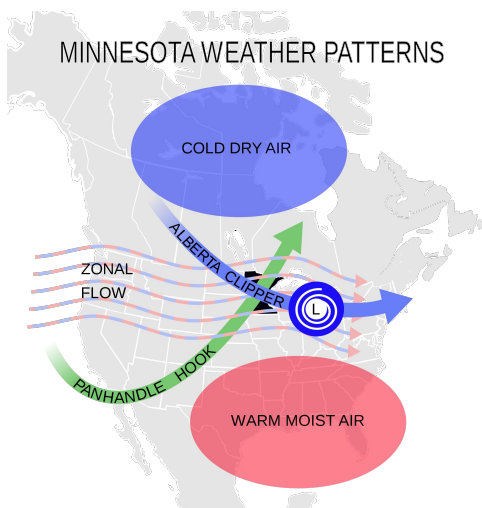 MINNESOTA WEATHER PATTERNS
COLD DRY AIR
ALBERTA CLIPPER
ZONAL
FLOW
L
PANHANDLE HOOK
WARM MOIST AIR